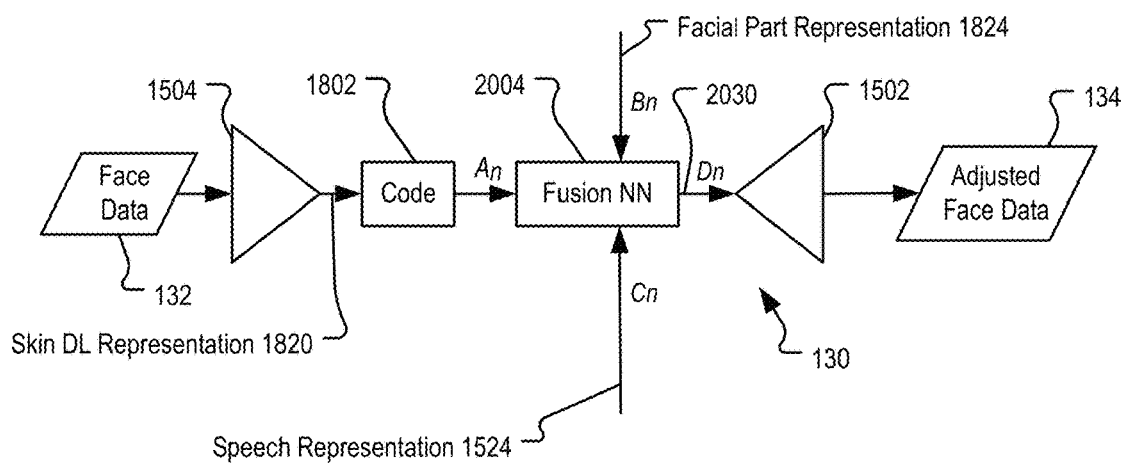 Facial Part Representation 1824
1504
1802
2004
Bn
2030
1502
134
Face
Data
Code
An
Fusion NN
Dn
Adjusted
Face Data
132
Cn
Skin DL Representation 1820
130
Speech Representation 1524